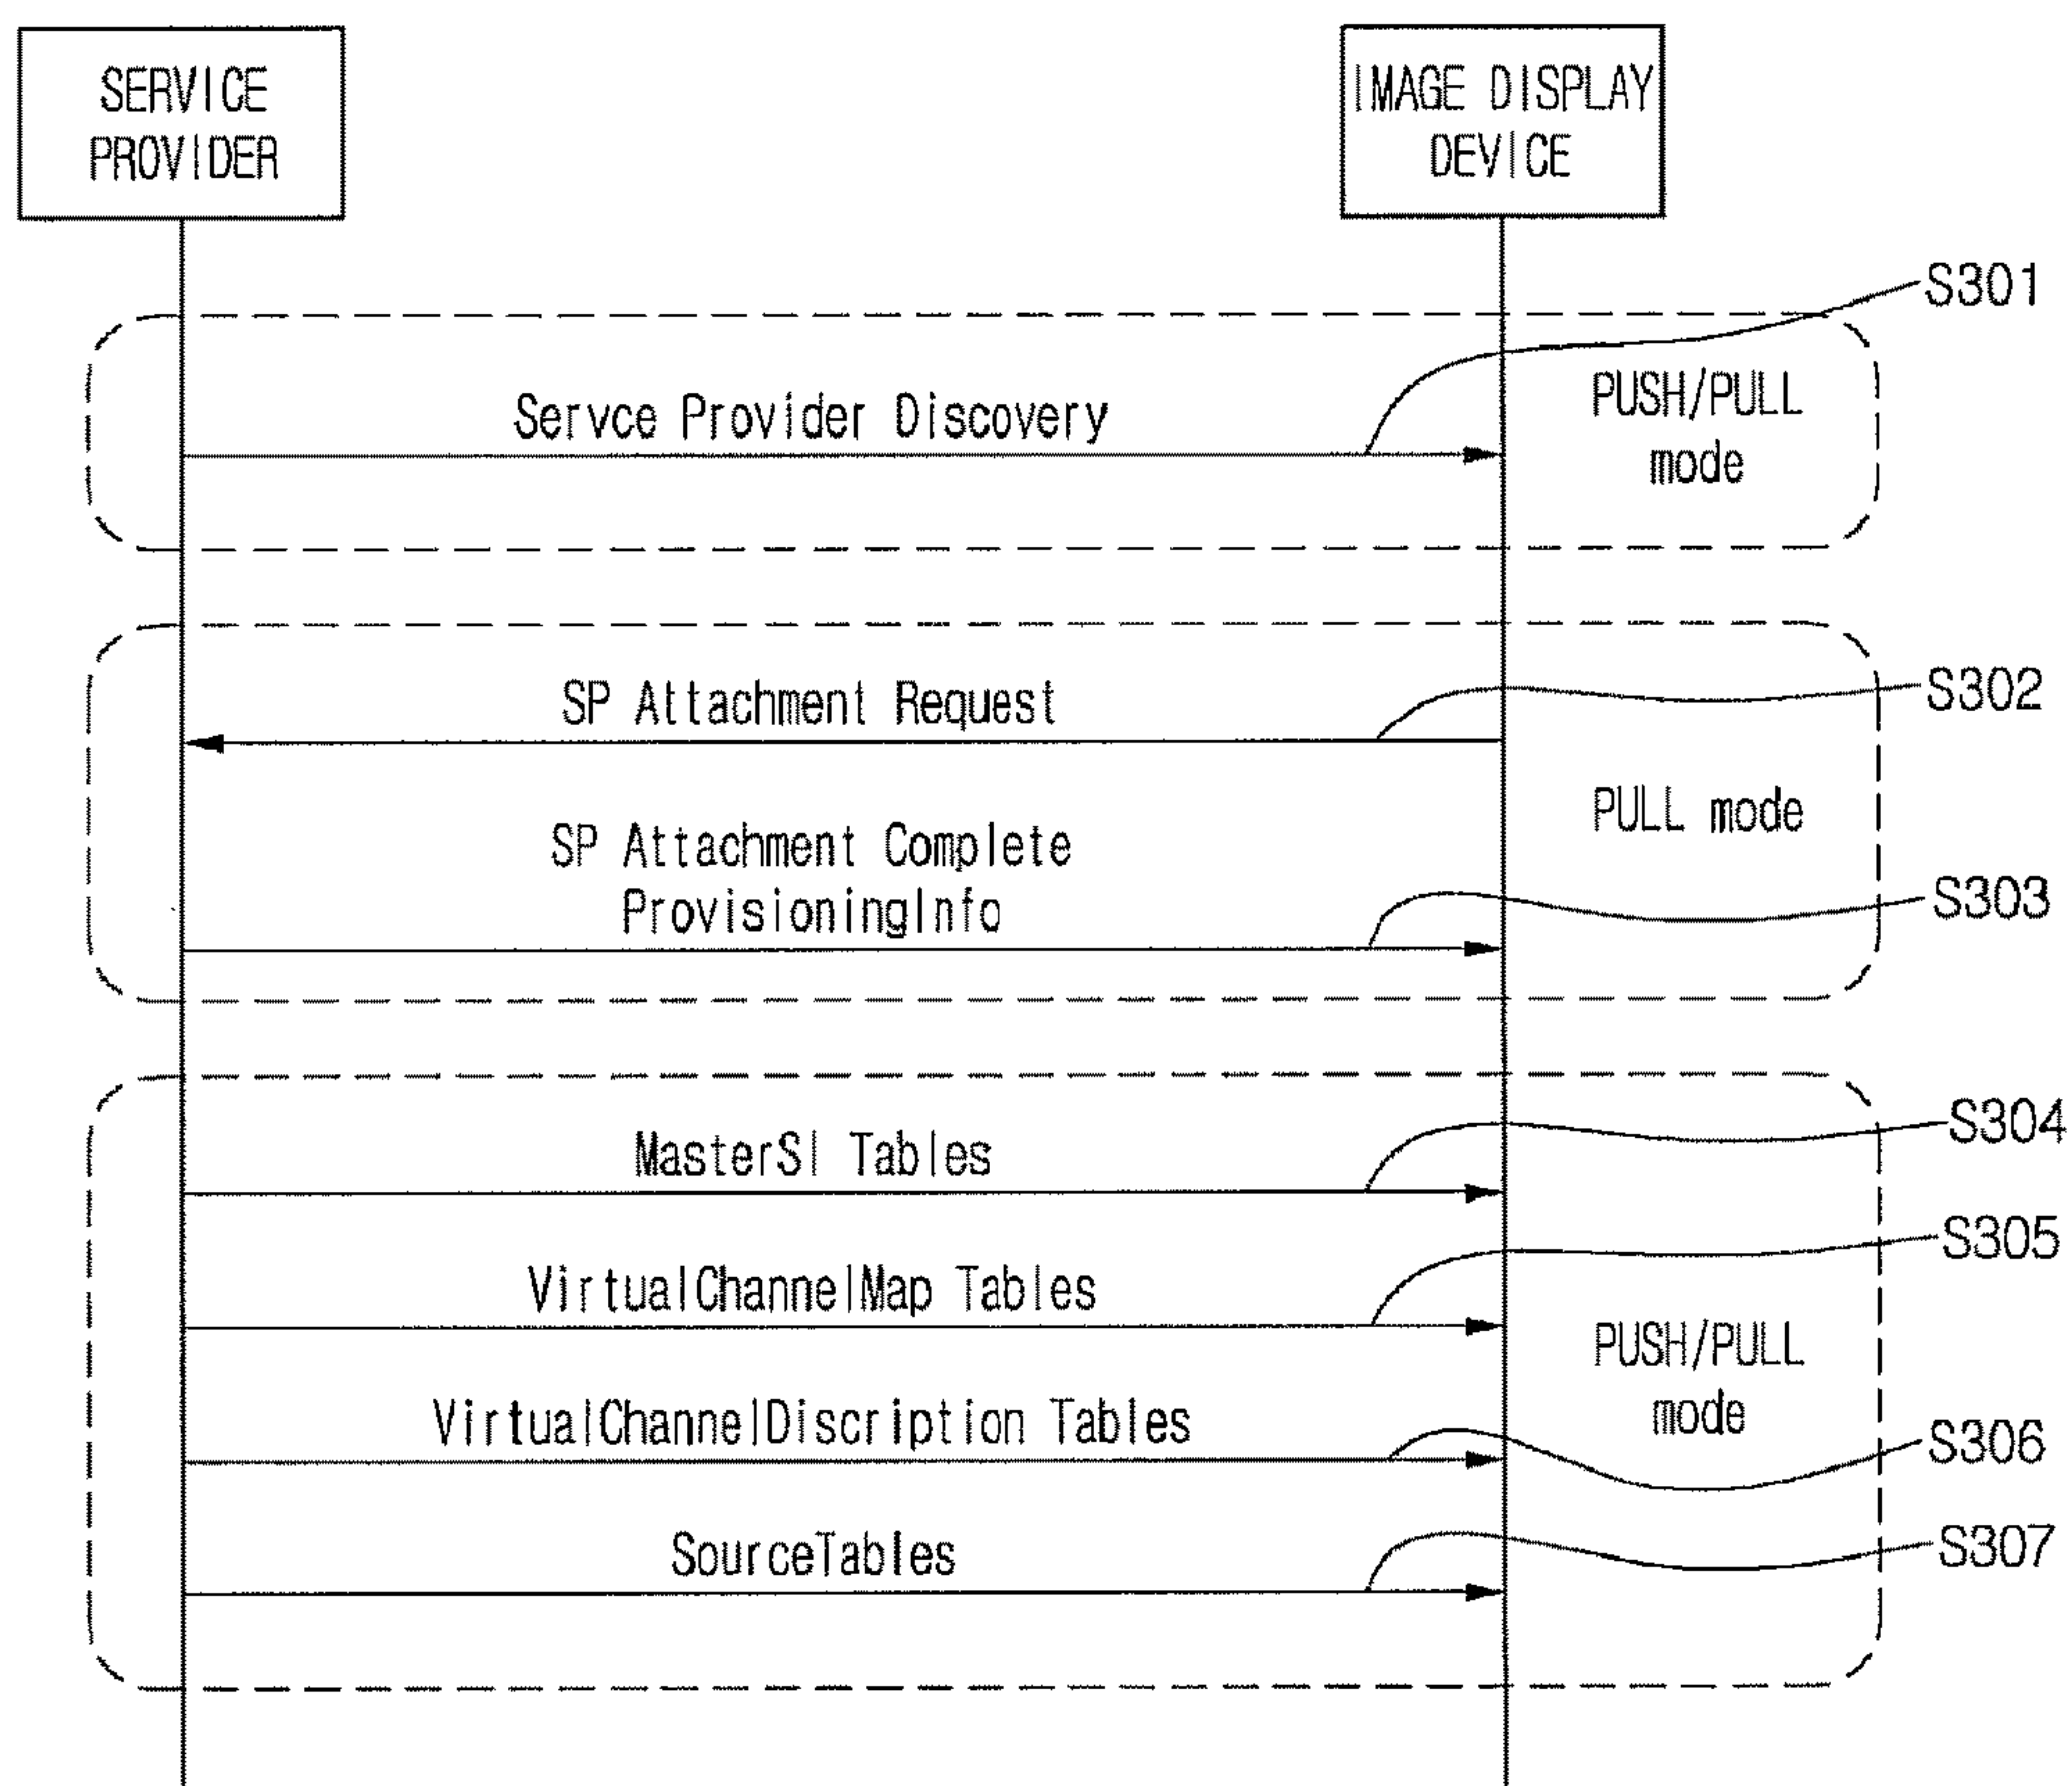 SERVICE
PROVIDER
IMAGE DISPLAY
DEVICE
S301
Servce Provider Discovery
PUSH/PULL
mode
SP Attachment Request
S302
PULL mode
SP Attachment Complete
ProvisioningInfo
S303
MasterSI Tables
S304
VirtualChannelMap Tables
S305
PUSH/PULL
mode
VirtualChannelDiscription Tables
S306
SourceTables
S307